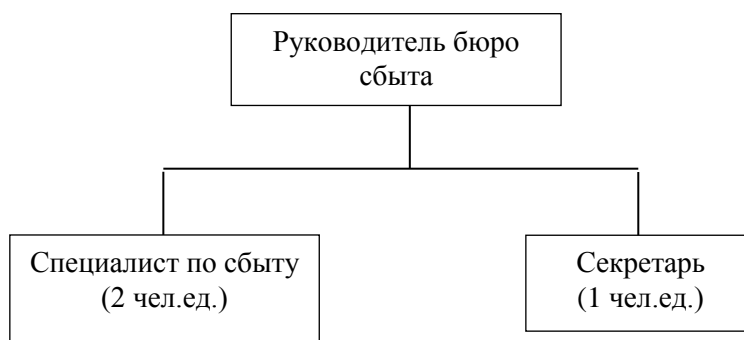 Руководитель бюро
сбыта
Специалист по сбыту
(2 чел.ед.)
Секретарь
(1 чел.ед.)